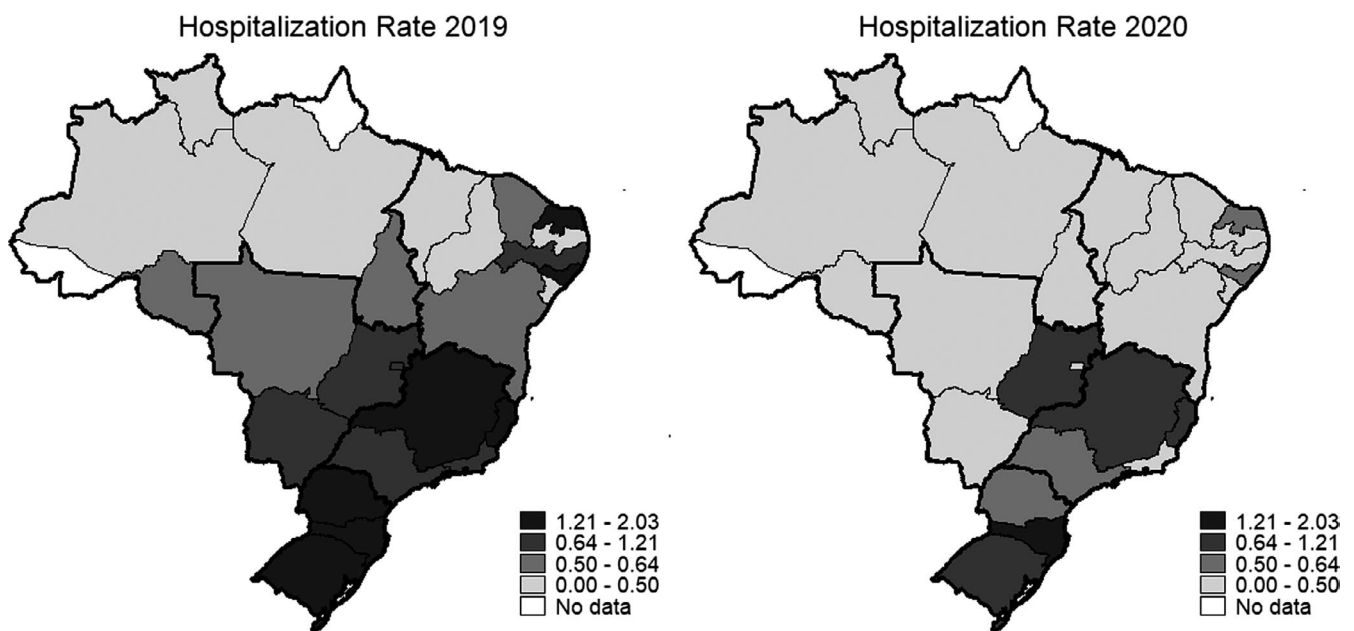 Hospitalization Rate 2019
1.21 - 2.03
0.64 - 1.21
0.50 - 0.64
0.00 - 0.50
No data
Hospitalization Rate 2020
1.21 - 2.03
0.64 - 1.21
0.50 - 0.64
0.00 - 0.50
No data